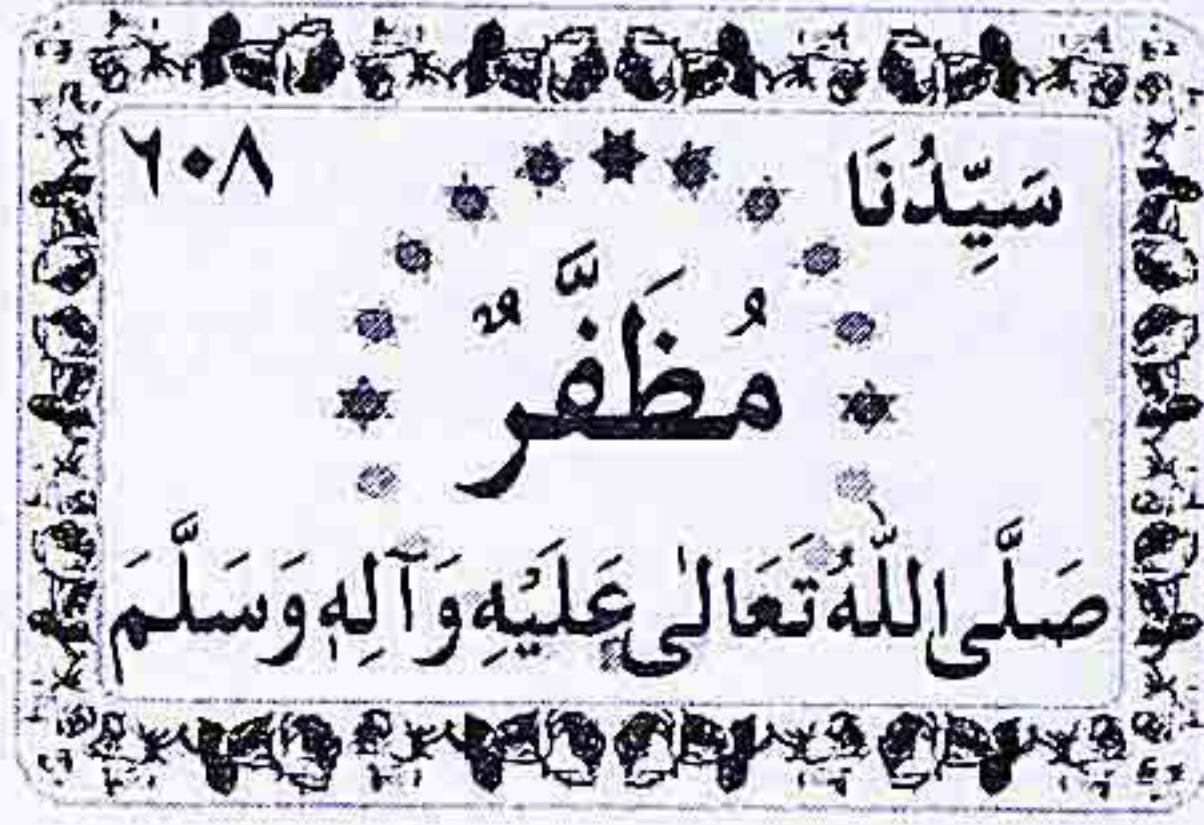 سَيِّدُنَا ٦٠٨
مُظَفَّرٌ
صَلَّى اللّٰهُ تَعَالٰى عَلَيْهِ وَآلِهٖ وَسَلَّمَ